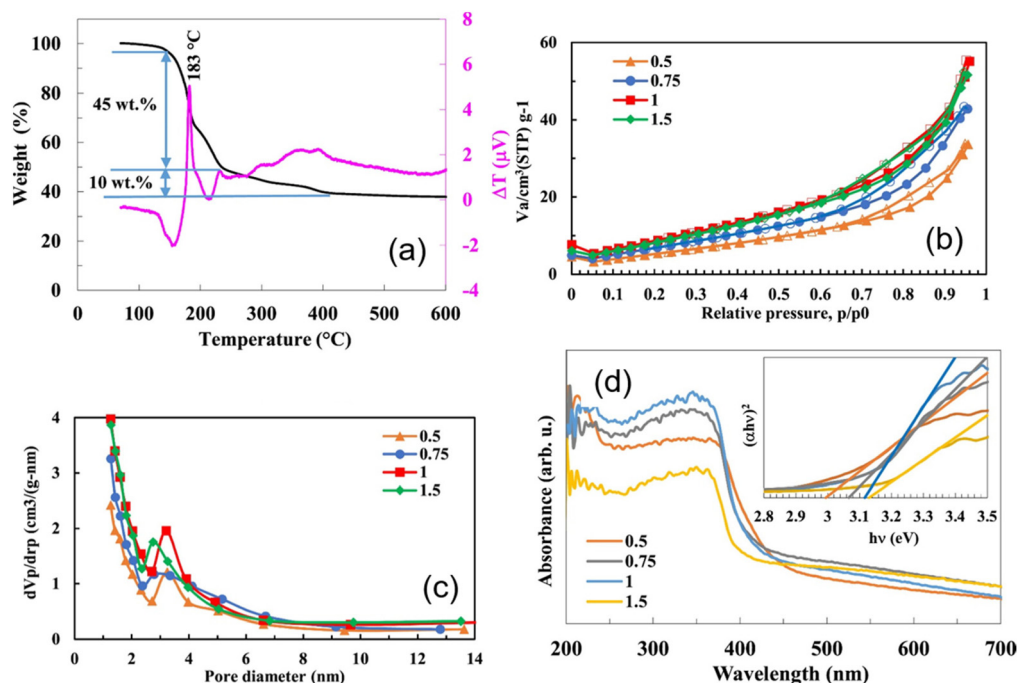 100
80
60
40
20
0
Weight (%)
45 wt.%
10 wt.%
183 °C
(a)
8
6
4
2
0
-2
-4
ΔT (μV)
0 100 200 300 400 500 600
Temperature (°C)
60
40
20
0
Va/cm³(STP) g-1
0.5
0.75
1
1.5
(b)
0 0.1 0.2 0.3 0.4 0.5 0.6 0.7 0.8 0.9 1
Relative pressure, p/p0
4
3
2
1
0
dVp/drp (cm3/(g-nm)
0.5
0.75
1
1.5
(c)
0 2 4 6 8 10 12 14
Pore diameter (nm)
(d)
Absorbance (arb. u.)
0.5
0.75
1
1.5
(αhν)²
2.8 2.9 3 3.1 3.2 3.3 3.4 3.5
hν (eV)
200 300 400 500 600 700
Wavelength (nm)